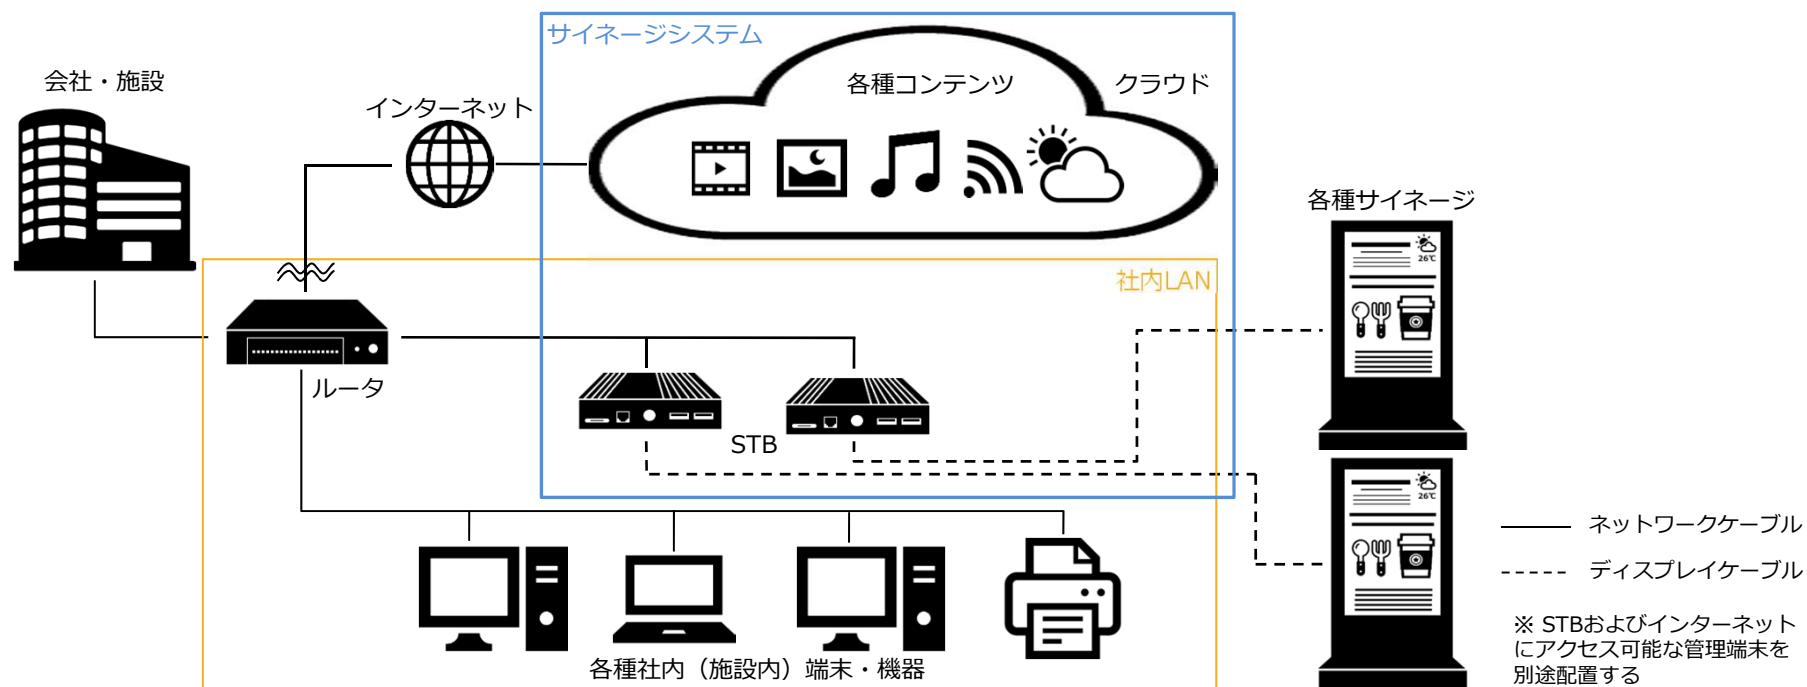 サイネージシステム
会社・施設
各種コンテンツ
クラウド
インターネット
各種サイネージ
26℃
社内LAN
ルータ
STB
26℃
ネットワークケーブル
ディスプレイケーブル
※ STBおよびインターネット
にアクセス可能な管理端末を
別途配置する
各種社内（施設内）端末・機器